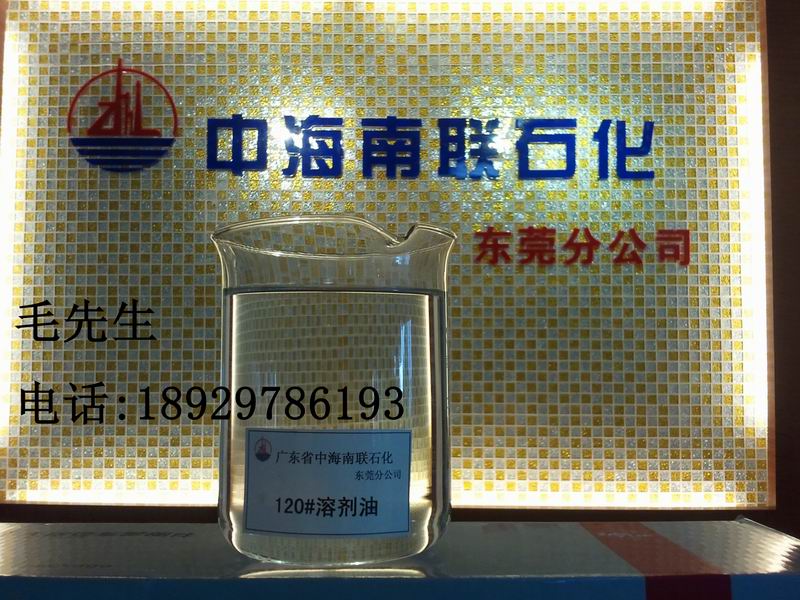 中海南联石化
东莞分公司
毛先生
电话:18929786193
广东省中海南联石化
东莞分公司
120#溶剂油